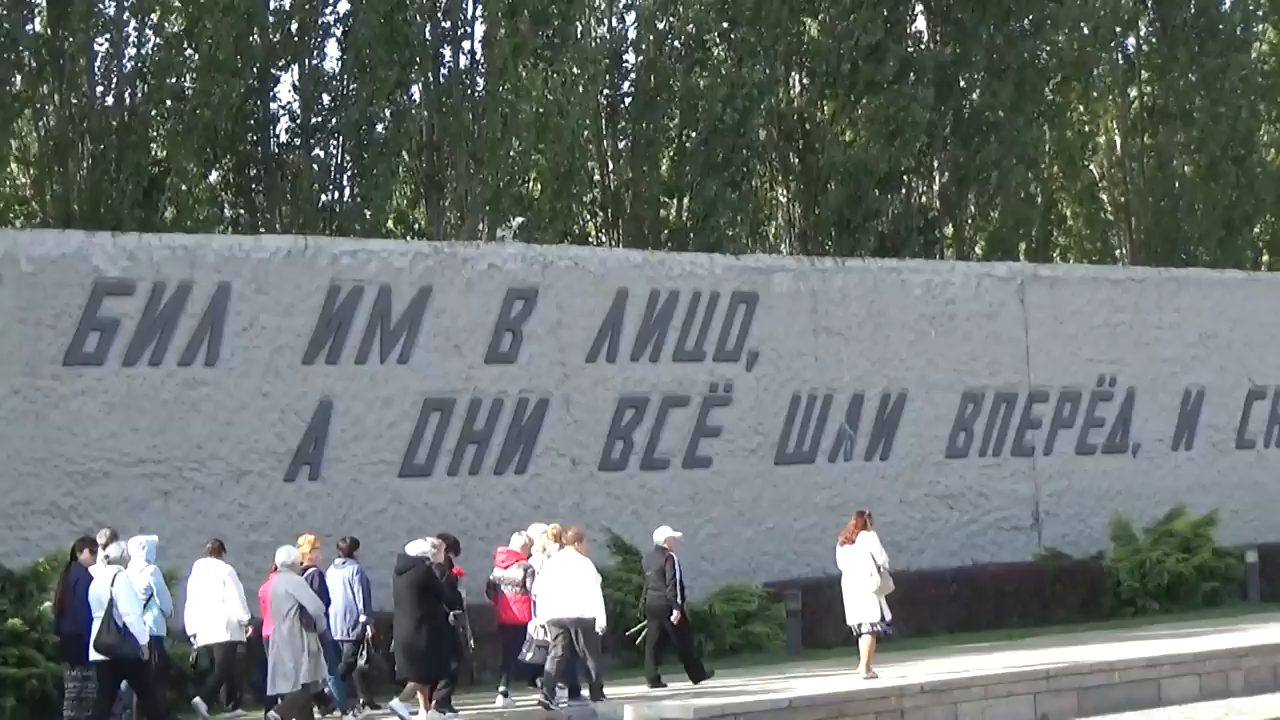 БИЛ ИМ В ЛИЦО,
А ОНИ ВСЁ ШЛИ ВПЕРЁД, И